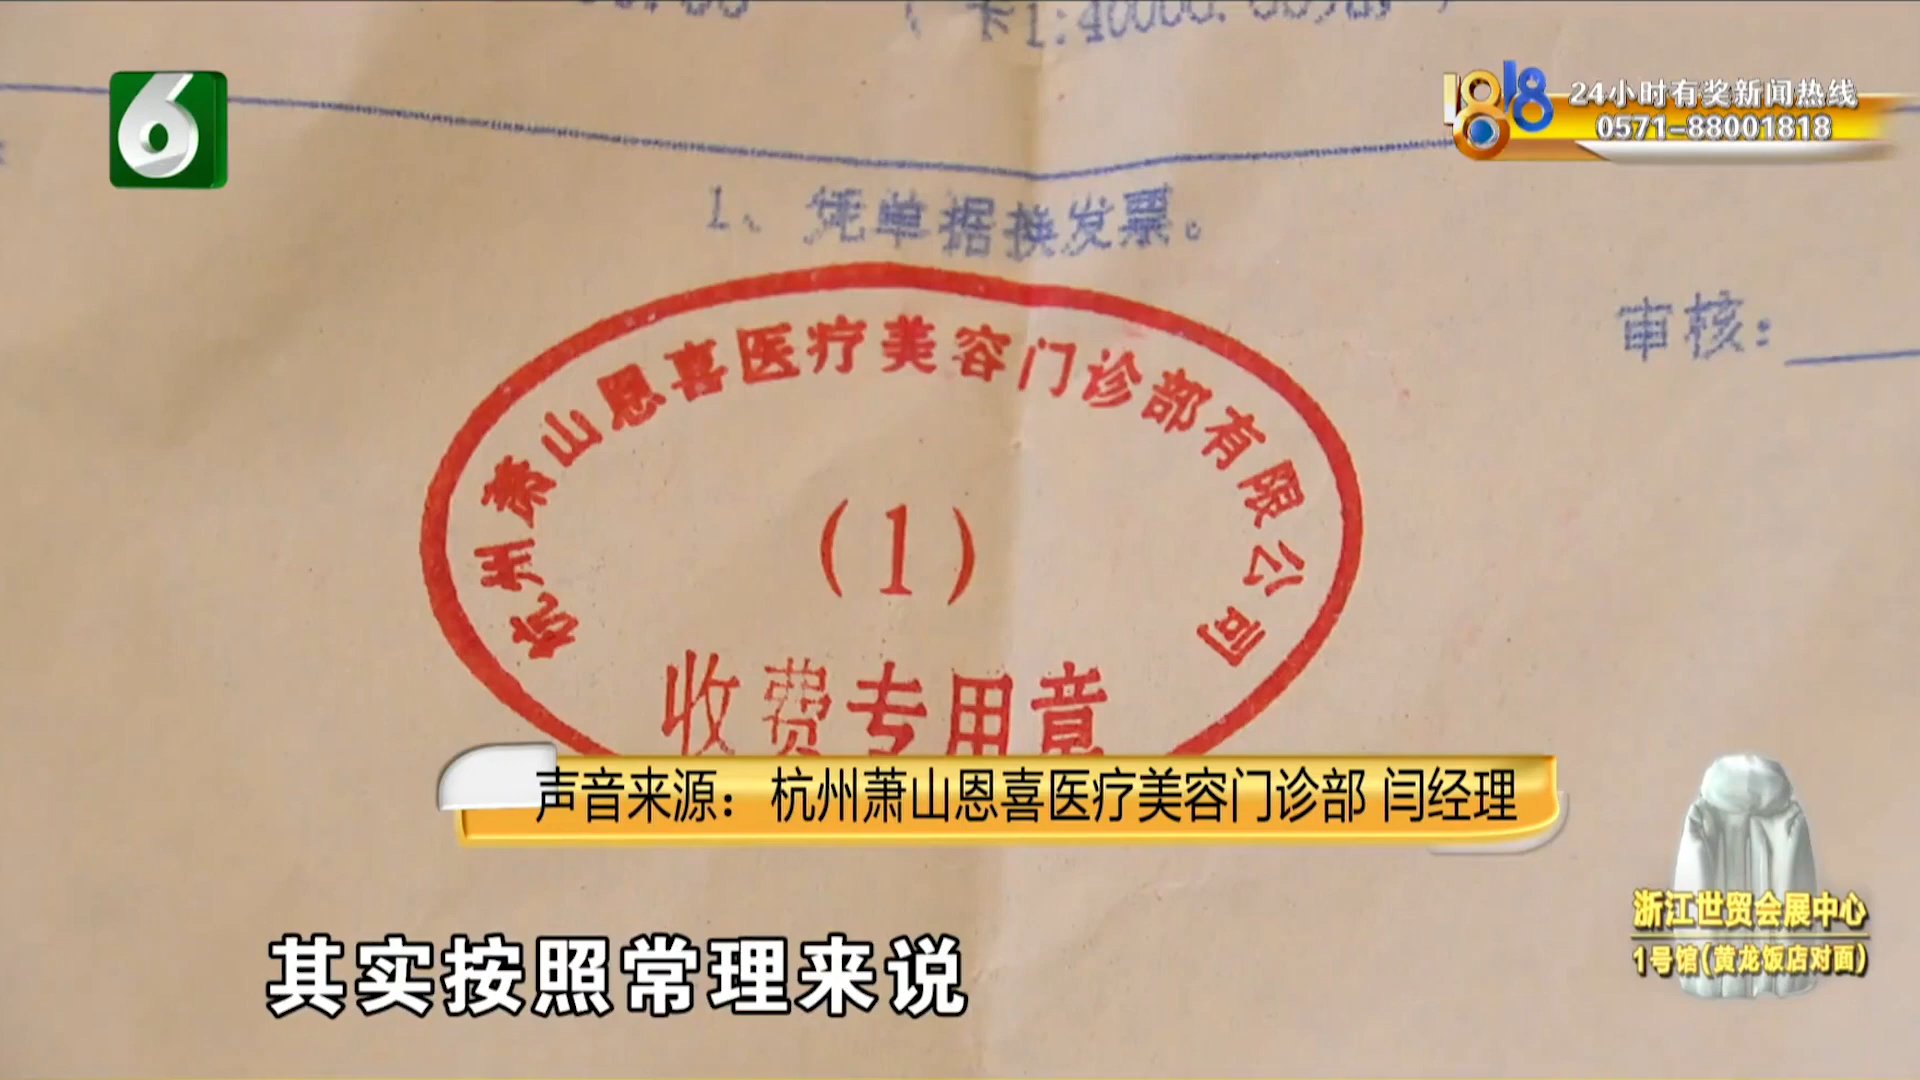 卡1:40000.00
6
1818
24小时有奖新闻热线
0571-88001818
1、凭单据换发票。
审核:
杭州萧山恩喜医疗美容门诊部有限公司
(1)
收费专用章
声音来源：杭州萧山恩喜医疗美容门诊部 闫经理
浙江世贸会展中心
1号馆(黄龙饭店对面)
其实按照常理来说